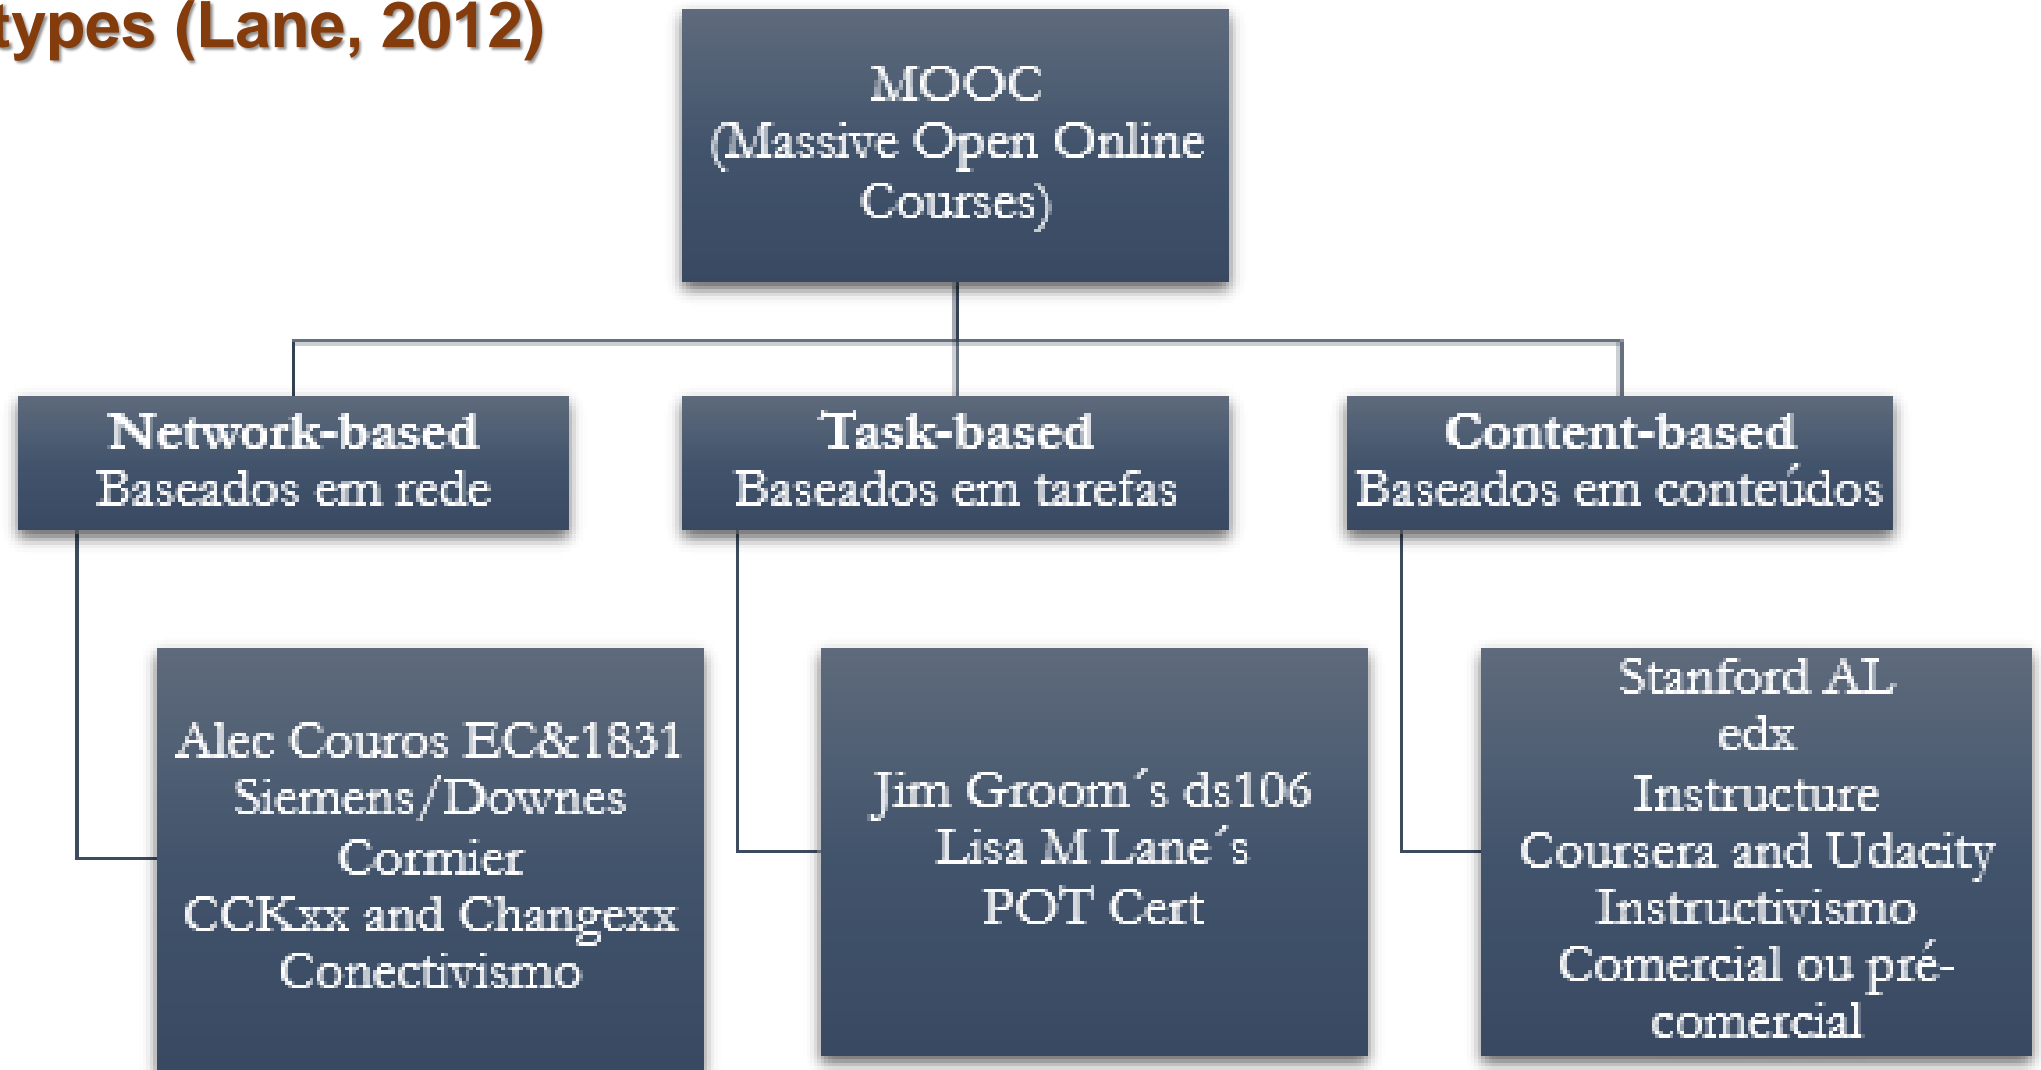 types (Lane, 2012)
MOOC
(Massive Open Online
Courses)
Network-based
Baseados em rede
Task-based
Baseados em tarefas
Content-based
Baseados em conteúdos
Alec Couros EC&1831
Siemens/Downes
Cormier
CCKxx and Changexx
Conectivismo
Jim Groom´s ds106
Lisa M Lane´s
POT Cert
Stanford AL
edx
Instructure
Coursera and Udacity
Instructivismo
Comercial ou pré-
comercial